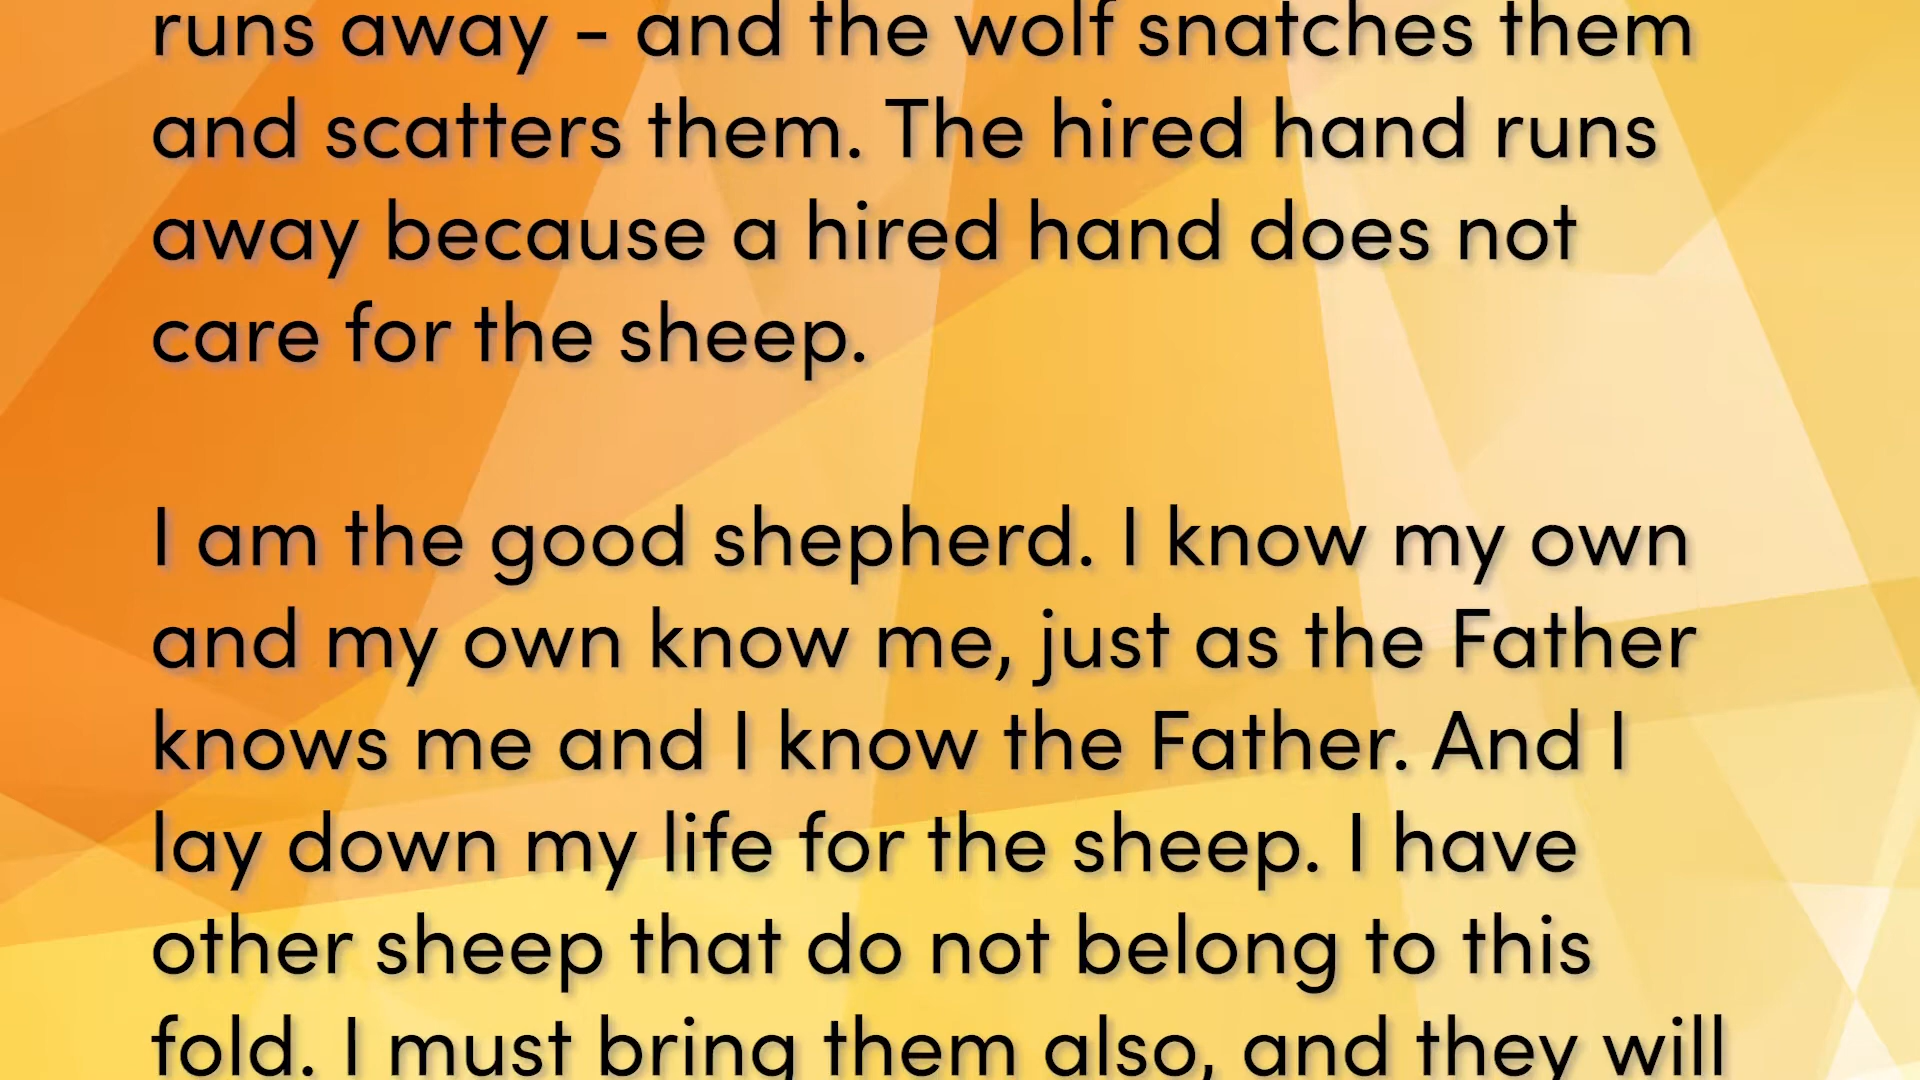 runs away - and the wolf snatches them
and scatters them. The hired hand runs
away because a hired hand does not
care for the sheep.
I am the good shepherd. I know my own
and my own know me, just as the Father
knows me and I know the Father. And I
lay down my life for the sheep. I have
other sheep that do not belong to this
fold. I must bring them also, and they will